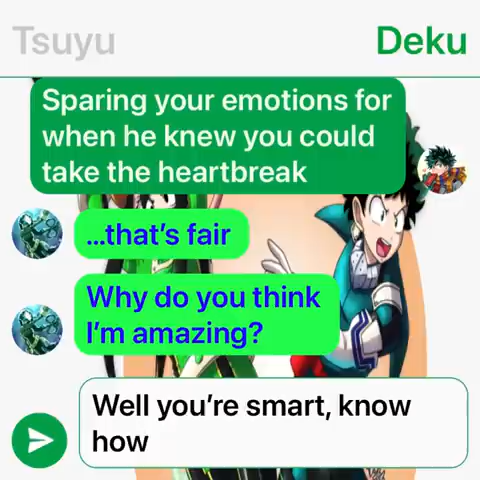 Tsuyu
Deku
Sparing your emotions for
when he knew you could
take the heartbreak
...that's fair
Why do you think
I'm amazing?
Well you're smart, know
how